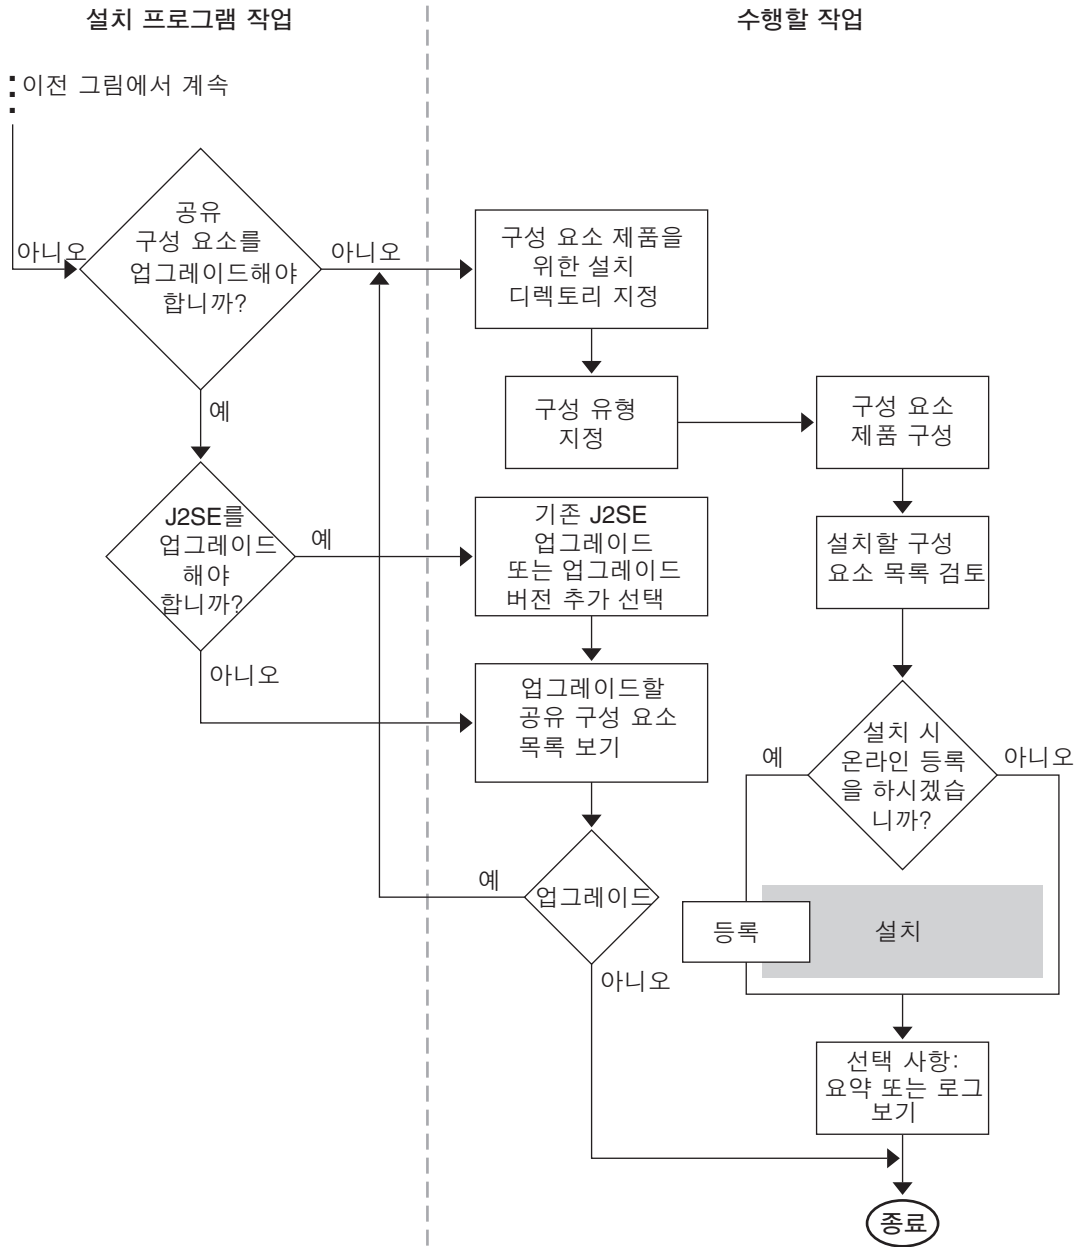 설치 프로그램 작업
수행할 작업
이전 그림에서 계속
아니오
공유
구성 요소를
업그레이드해야
합니까?
아니오
예
J2SE를
업그레이드
해야
합니까?
예
아니오
구성 요소 제품을
위한 설치
디렉토리 지정
구성 유형
지정
구성 요소
제품 구성
기존 J2SE
업그레이드
또는 업그레이드
버전 추가 선택
설치할 구성
요소 목록 검토
업그레이드할
공유 구성 요소
목록 보기
업그레이드
예
아니오
설치 시
온라인 등록
을 하시겠습
니까?
예
아니오
등록
설치
선택 사항:
요약 또는 로그
보기
종료